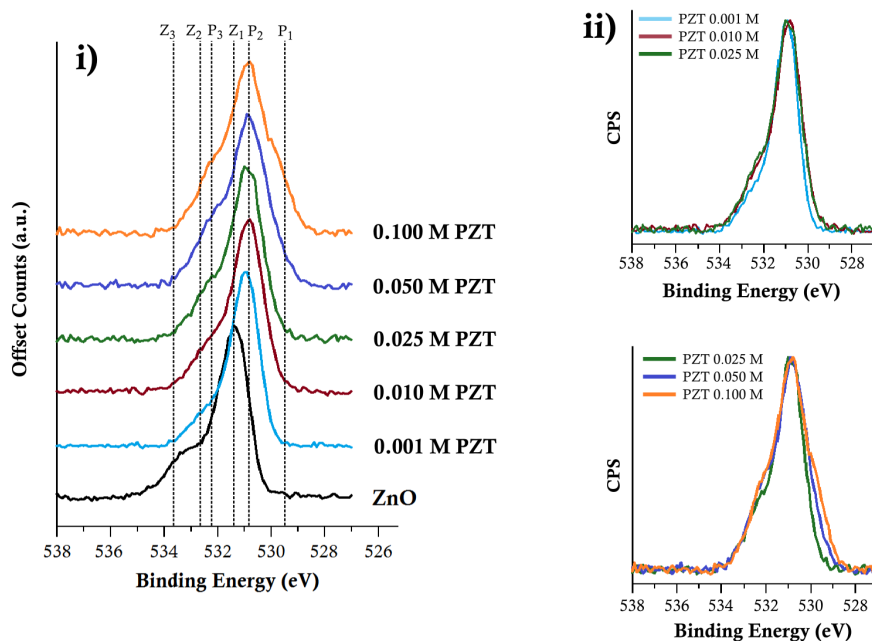 i)
Z3 Z2 P3 Z1 P2 P1
Offset Counts (a.u.)
0.100 M PZT
0.050 M PZT
0.025 M PZT
0.010 M PZT
0.001 M PZT
ZnO
538 536 534 532 530 528 526
Binding Energy (eV)
ii)
PZT 0.001 M
PZT 0.010 M
PZT 0.025 M
CPS
538 536 534 532 530 528
Binding Energy (eV)
PZT 0.025 M
PZT 0.050 M
PZT 0.100 M
CPS
538 536 534 532 530 528
Binding Energy (eV)